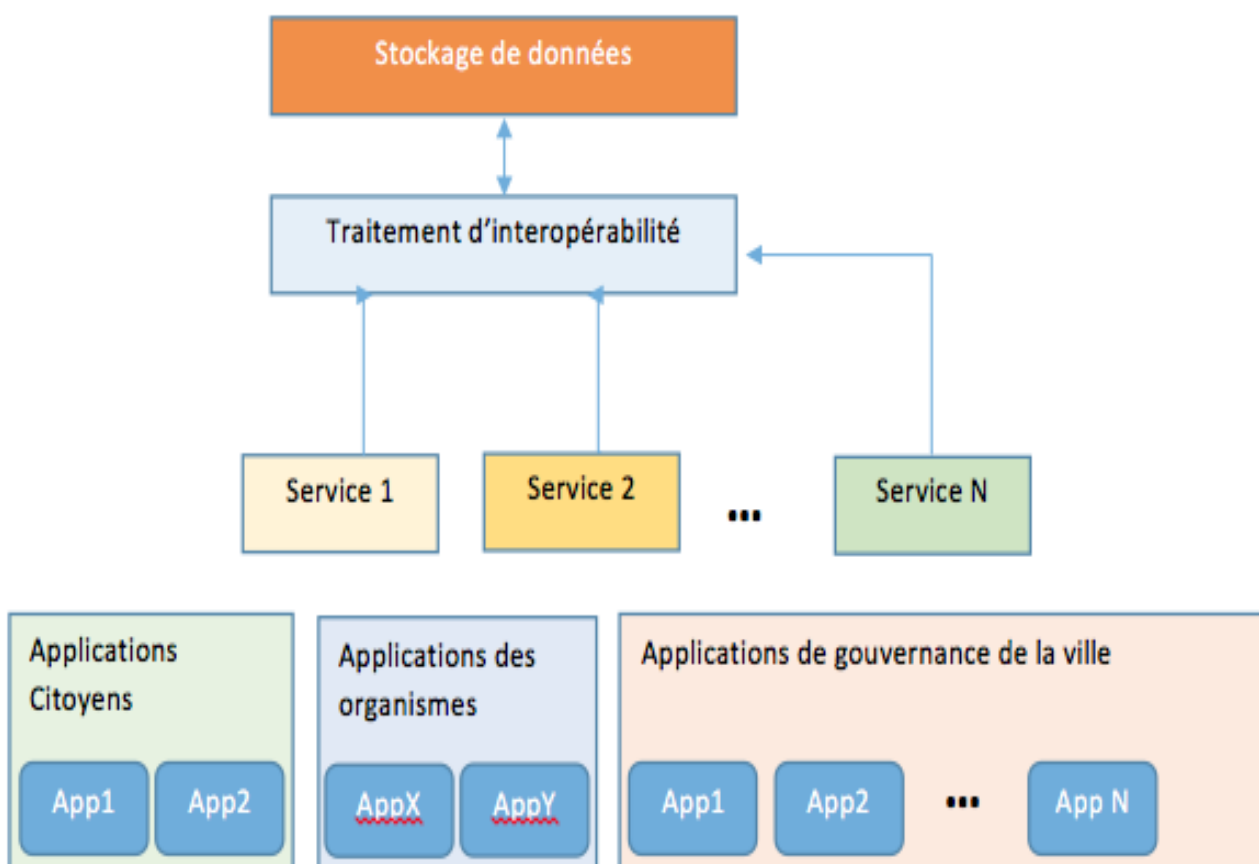 Stockage de données
Traitement d’interopérabilité
Service 1
Service 2
...
Service N
Applications
Citoyens
App1
App2
Applications des
organismes
AppX
AppY
Applications de gouvernance de la ville
App1
App2
...
App N